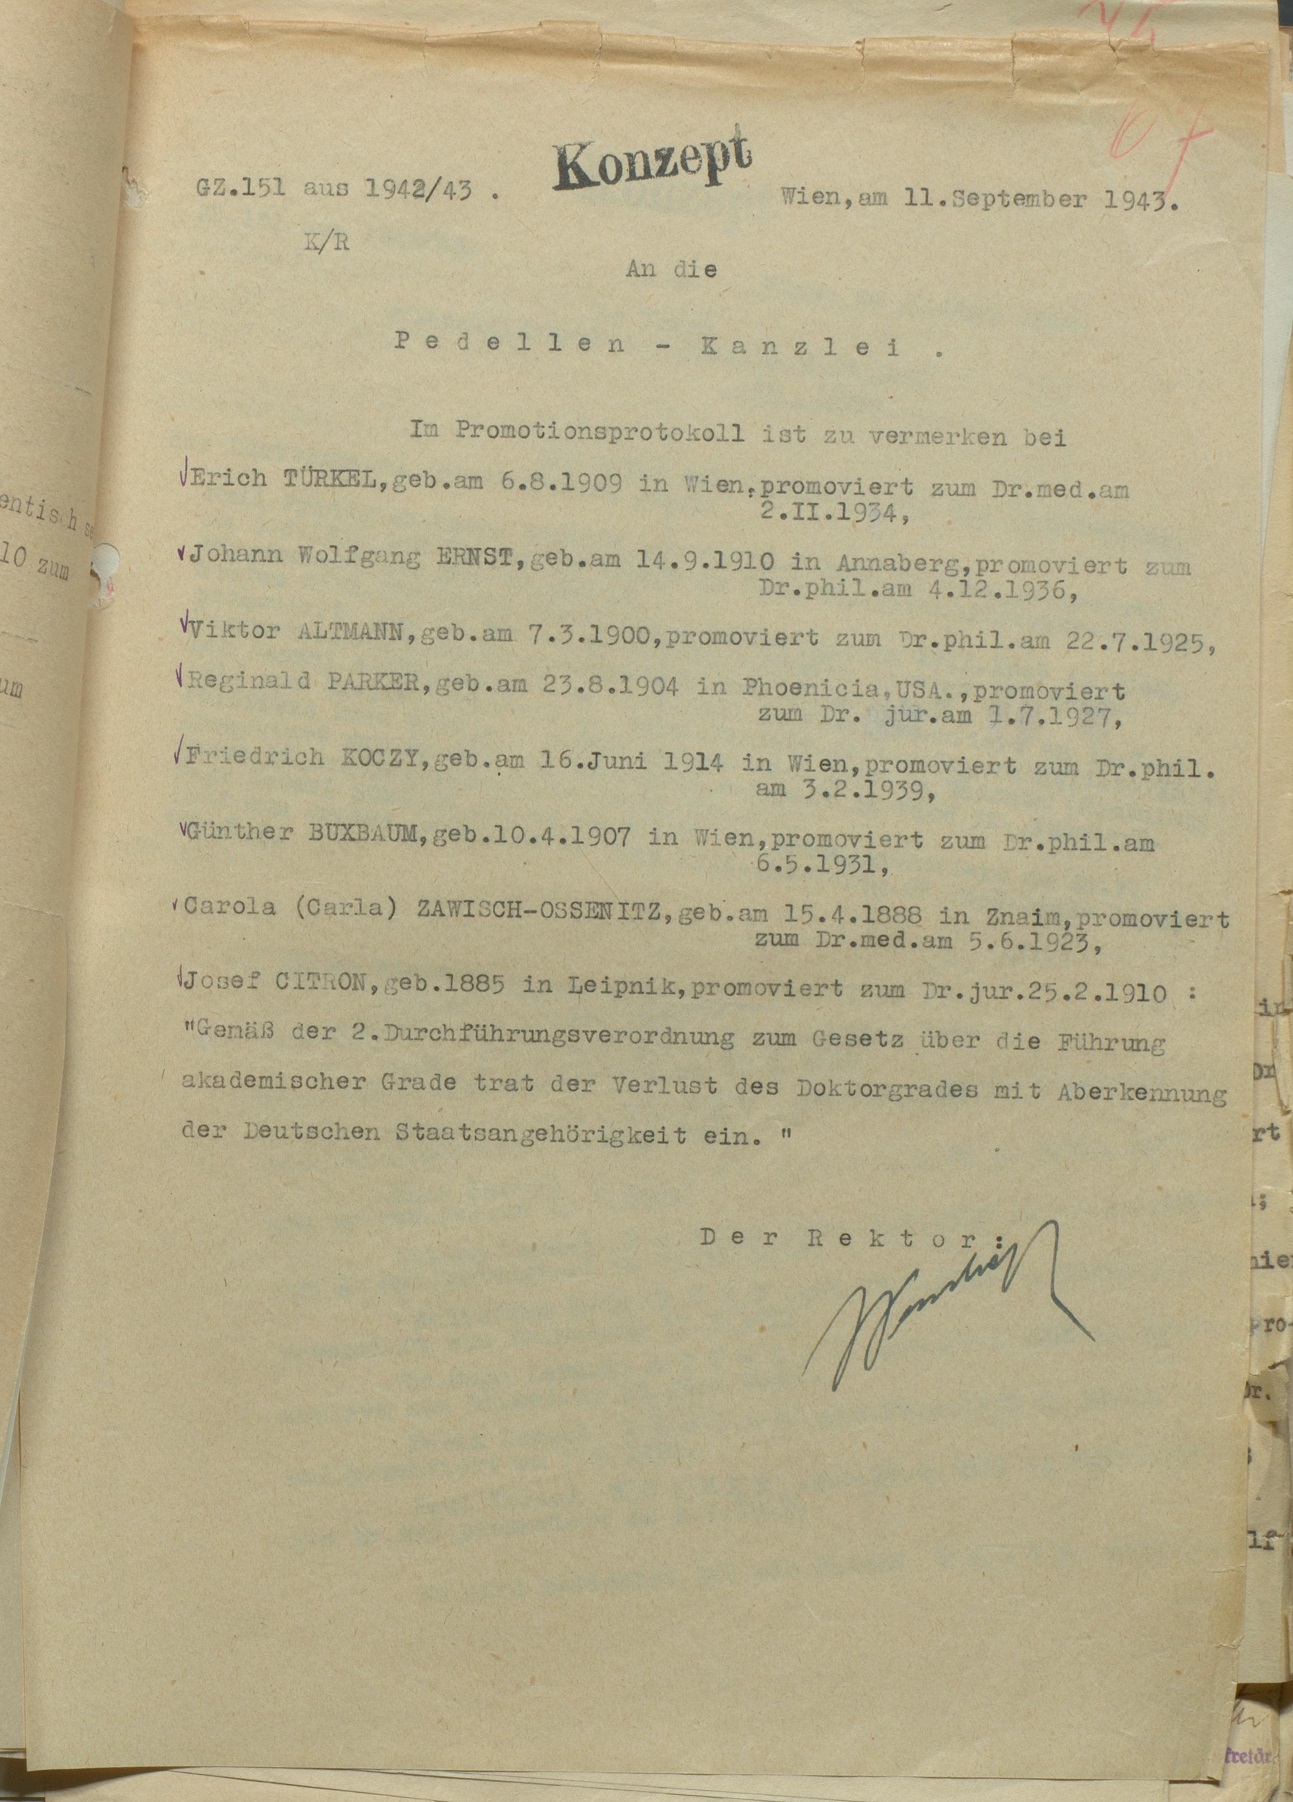 67
Konzept
GZ.151 aus 1942/43 .
Wien,am 11.September 1943.
K/R
An die
Pedellen - Kanzlei .
Im Promotionsprotokoll ist zu vermerken bei
Erich TÜRKEL,geb.am 6.8.1909 in Wien,promoviert zum Dr.med.am
2.II.1934,
Johann Wolfgang ERNST,geb.am 14.9.1910 in Annaberg,promoviert zum
Dr.phil.am 4.12.1936,
Viktor ALTMANN,geb.am 7.3.1900,promoviert zum Dr.phil.am 22.7.1925,
Reginald PARKER,geb.am 23.8.1904 in Phoenicia,USA.,promoviert
zum Dr. jur.am 1.7.1927,
Friedrich KOCZY,geb.am 16.Juni 1914 in Wien,promoviert zum Dr.phil.
am 3.2.1939,
Günther BUXBAUM,geb.10.4.1907 in Wien,promoviert zum Dr.phil.am
6.5.1931,
Carola (Carla) ZAWISCH-OSSENITZ,geb.am 15.4.1888 in Znaim,promoviert
zum Dr.med.am 5.6.1923,
Josef CITRON,geb.1885 in Leipnik,promoviert zum Dr.jur.25.2.1910 :
"Gemäß der 2.Durchführungsverordnung zum Gesetz über die Führung
akademischer Grade trat der Verlust des Doktorgrades mit Aberkennung
der Deutschen Staatsangehörigkeit ein. "
Der Rektor:
10 zum